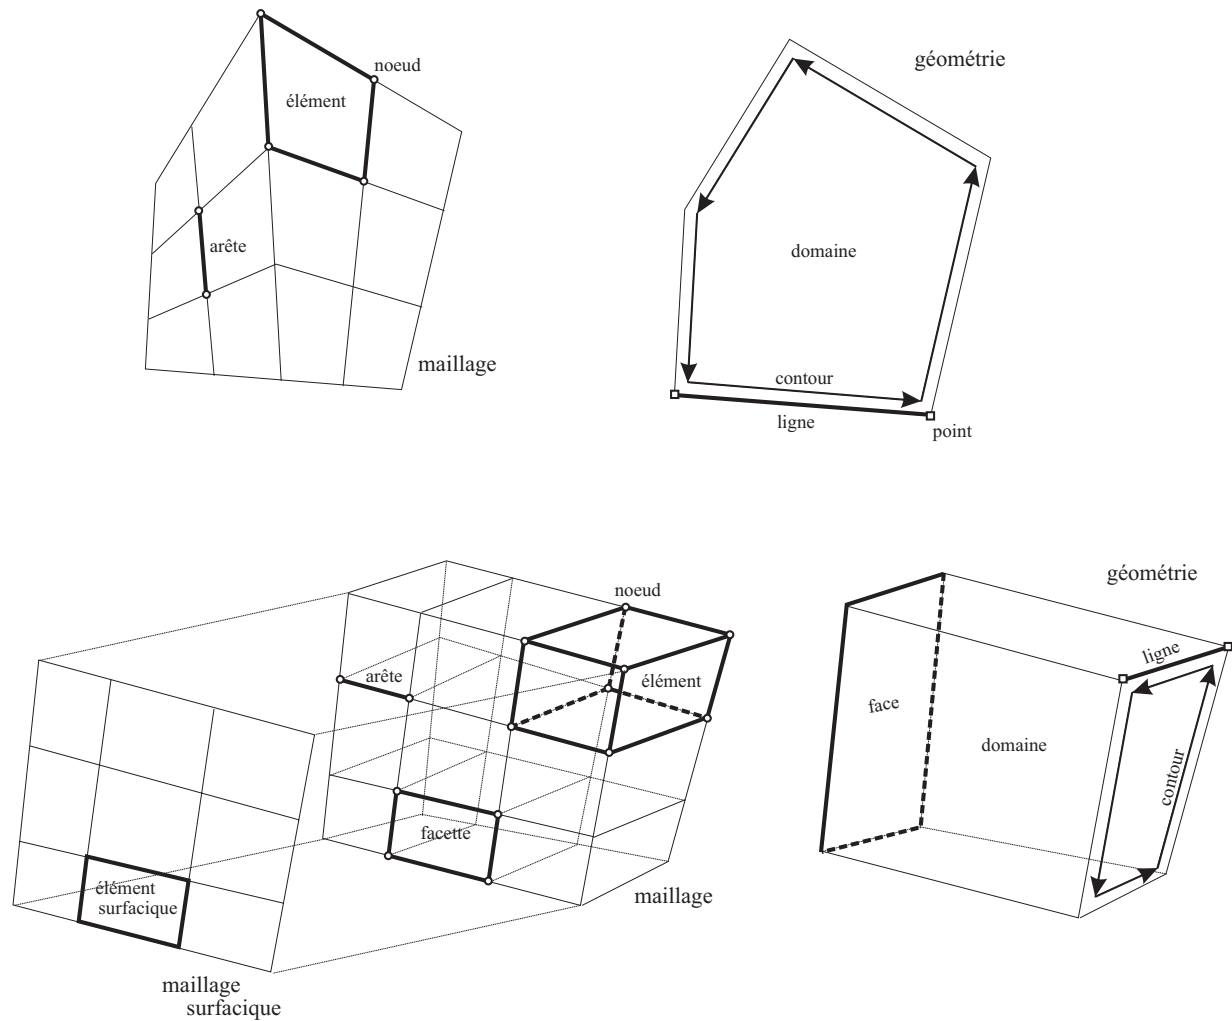 noeud
élément
arête
maillage
géométrie
domaine
contour
ligne
point
noeud
arête
élément
facette
maillage
élément
surfacique
maillage
surfacique
géométrie
ligne
face
domaine
contour